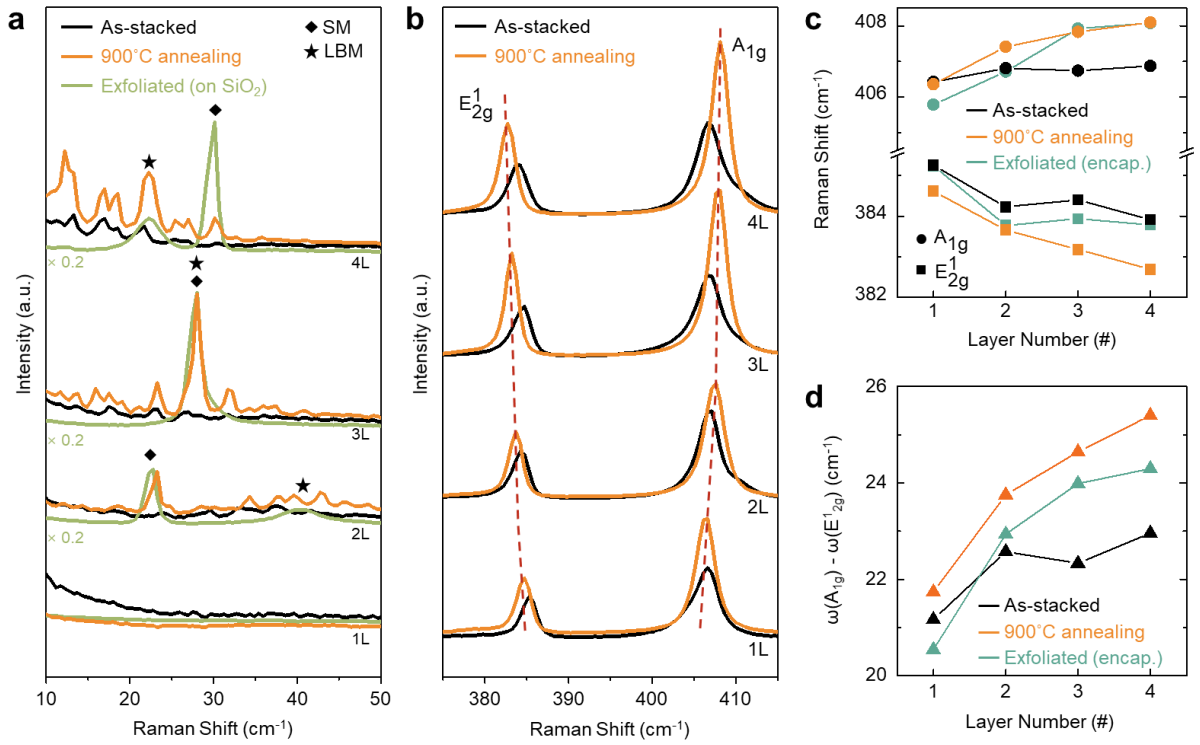 a
As-stacked
900°C annealing
Exfoliated (on SiO₂)
◆ SM
★ LBM
× 0.2
4L
× 0.2
3L
× 0.2
2L
1L
Intensity (a.u.)
10 20 30 40 50
Raman Shift (cm⁻¹)
b
As-stacked
900°C annealing
E¹₂g
A₁g
4L
3L
2L
1L
Intensity (a.u.)
380 390 400 410
Raman Shift (cm⁻¹)
c
408
406
384
382
Raman Shift (cm⁻¹)
As-stacked
900°C annealing
Exfoliated (encap.)
A₁g
E¹₂g
1 2 3 4
Layer Number (#)
d
26
24
22
20
ω(A₁g) - ω(E¹₂g) (cm⁻¹)
As-stacked
900°C annealing
Exfoliated (encap.)
1 2 3 4
Layer Number (#)